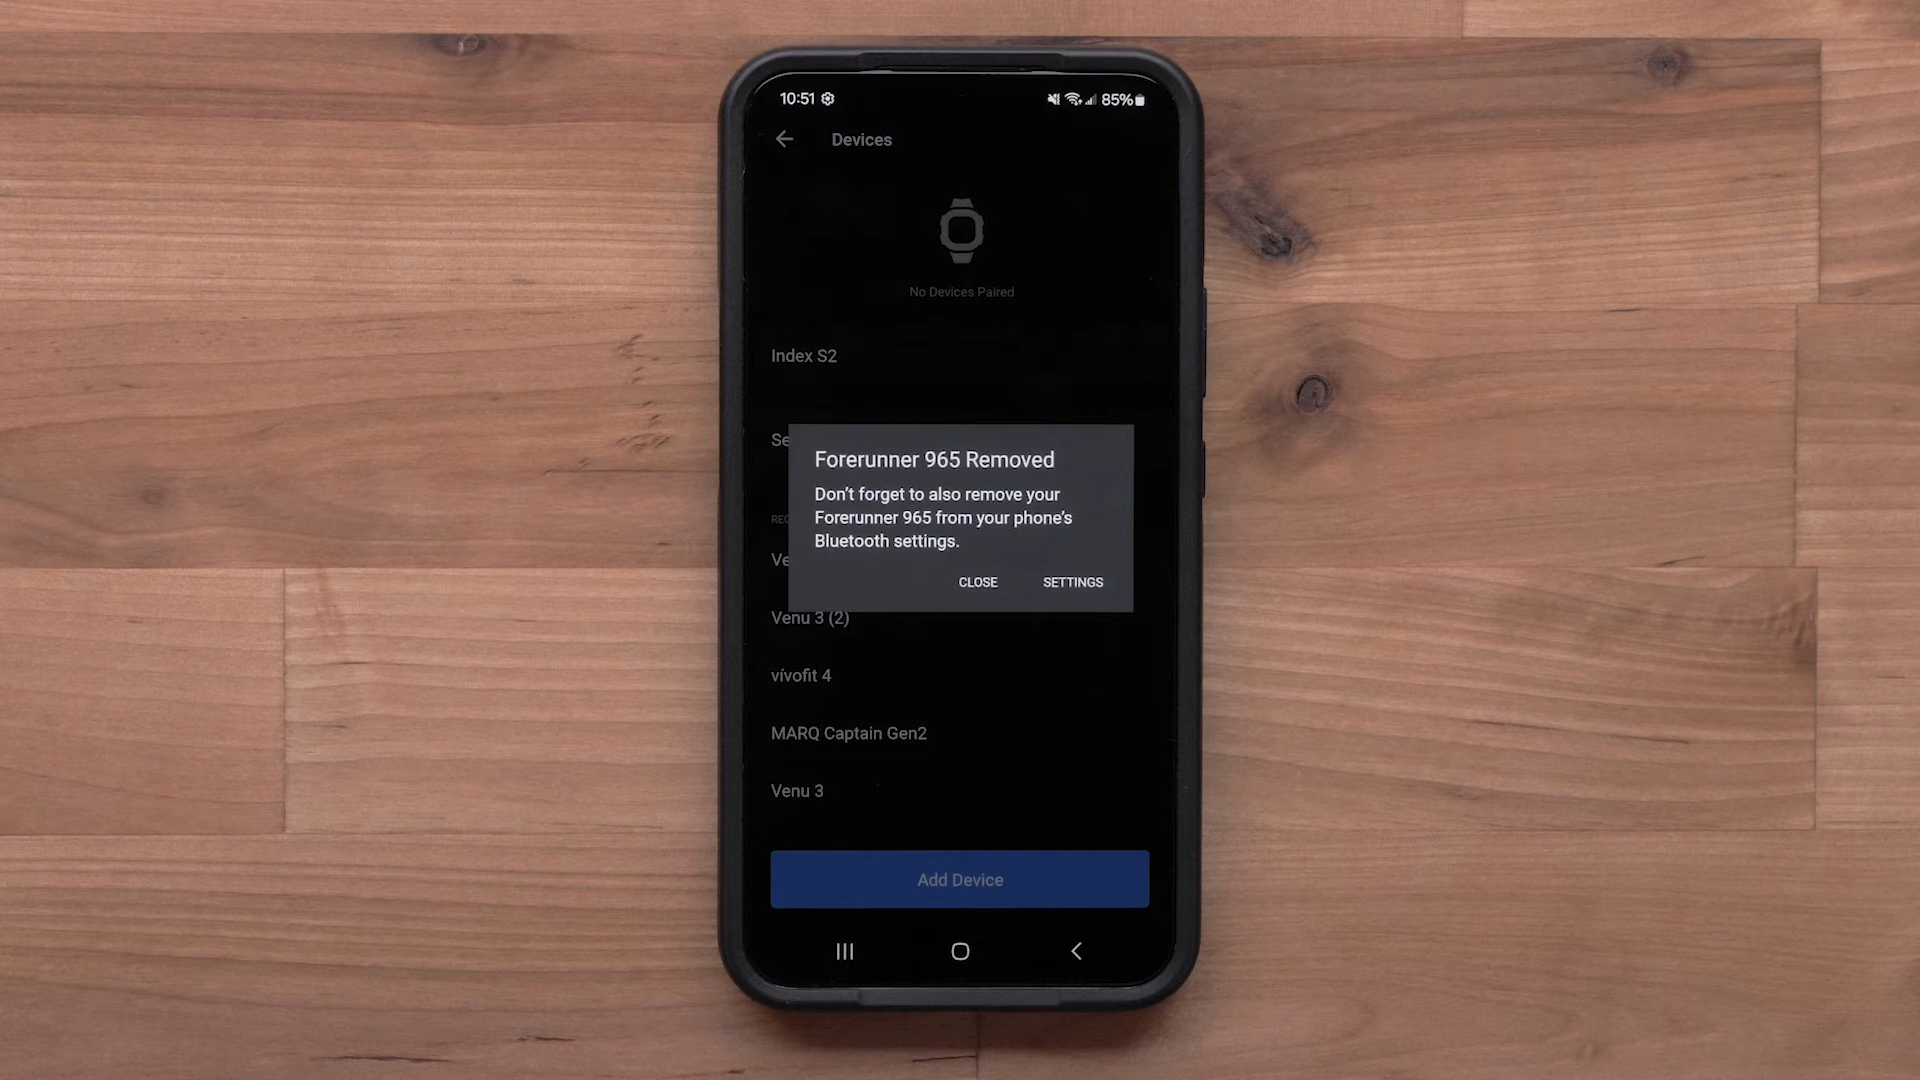 10:51
85%
Devices
No Devices Paired
Index S2
Se
Forerunner 965 Removed
Don't forget to also remove your
Forerunner 965 from your phone's
Bluetooth settings.
CLOSE SETTINGS
REC
Ve
Venu 3 (2)
vívofit 4
MARQ Captain Gen2
Venu 3
Add Device